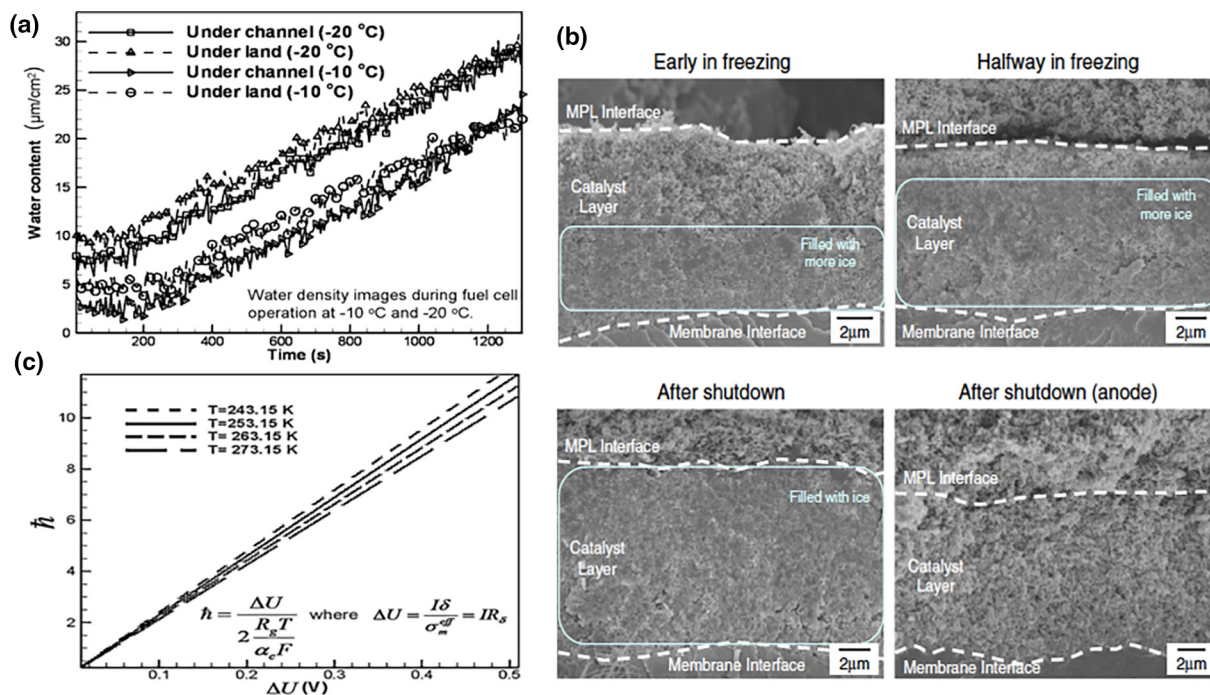 (a)
Under channel (-20 °C)
Under land (-20 °C)
Under channel (-10 °C)
Under land (-10 °C)
Water content (μm/cm²)
30
25
20
15
10
5
0
Water density images during fuel cell
operation at -10 °C and -20 °C.
200 400 600 800 1000 1200
Time (s)
(b)
Early in freezing
MPL Interface
Catalyst
Layer
Filled with
more ice
Membrane Interface
2μm
Halfway in freezing
MPL Interface
Filled with
more ice
Catalyst
Layer
Membrane Interface
2μm
After shutdown
MPL Interface
Filled with ice
Catalyst
Layer
Membrane Interface
2μm
After shutdown (anode)
MPL Interface
Catalyst
Layer
Membrane Interface
2μm
(c)
T=243.15 K
T=253.15 K
T= 263.15 K
T= 273.15 K
10
8
6
4
2
ℏ
ℏ = ΔU / (2 R_g T / α_c F) where ΔU = Iδ / σ_m^eff = IR_s
0.1 0.2 0.3 0.4 0.5
ΔU (V)